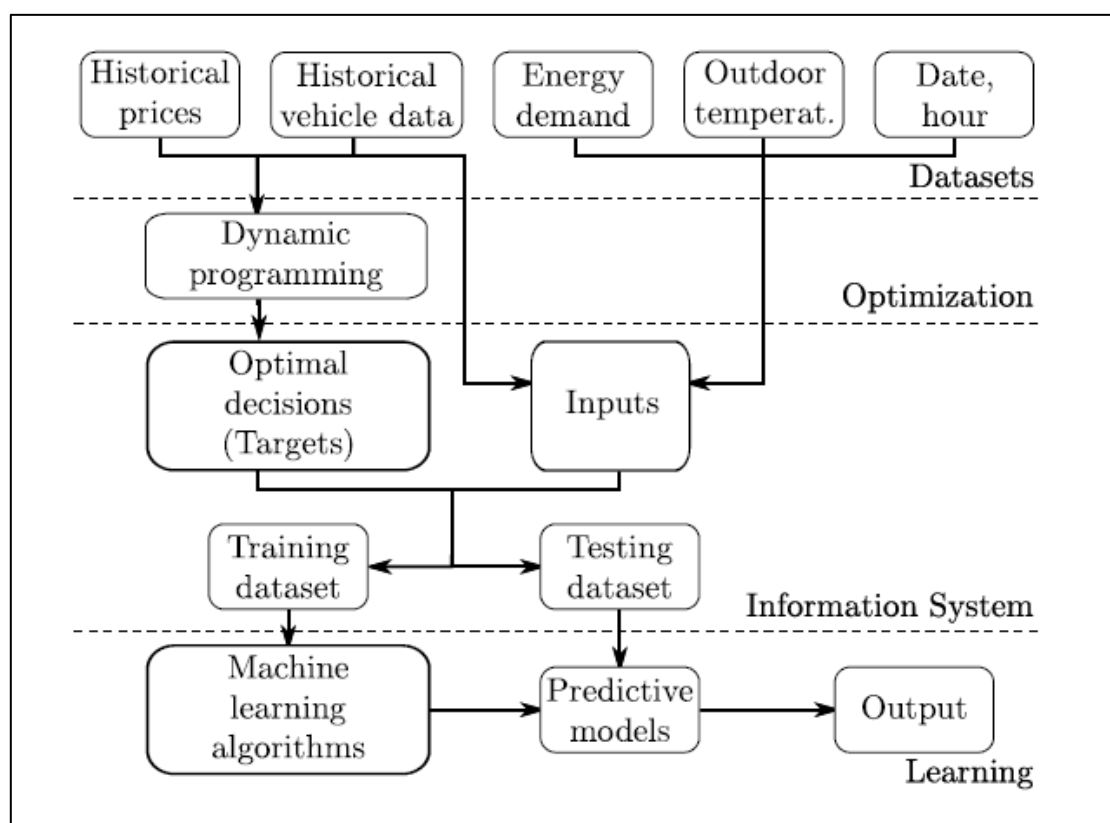 Historical
prices
Historical
vehicle data
Energy
demand
Outdoor
temperat.
Date,
hour
Datasets
Dynamic
programming
Optimization
Optimal
decisions
(Targets)
Inputs
Training
dataset
Testing
dataset
Information System
Machine
learning
algorithms
Predictive
models
Output
Learning